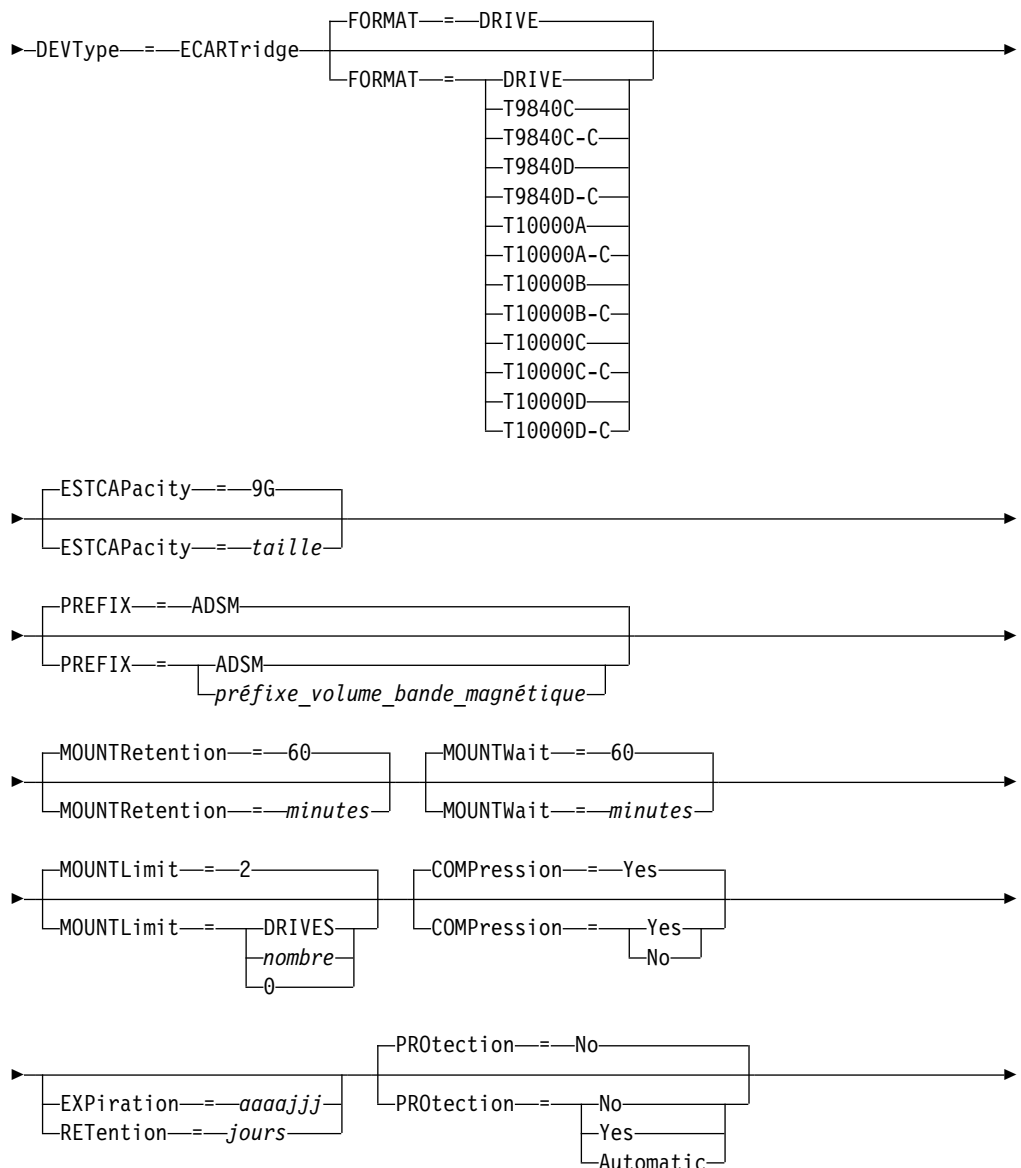 FORMAT = DRIVE
DEVType = ECARTridge
FORMAT = DRIVE
T9840C
T9840C-C
T9840D
T9840D-C
T10000A
T10000A-C
T10000B
T10000B-C
T10000C
T10000C-C
T10000D
T10000D-C
ESTCAPacity = 9G
ESTCAPacity = taille
PREFIX = ADSM
PREFIX = ADSM
préfixe_volume_bande_magnétique
MOUNTRetention = 60 MOUNTWait = 60
MOUNTRetention = minutes MOUNTWait = minutes
MOUNTLimit = 2 COMPression = Yes
MOUNTLimit = DRIVES COMPression = Yes
nombre No
0
PROtection = No
EXPiration = aaaajjj PROtection = No
RETention = jours Yes
Automatic